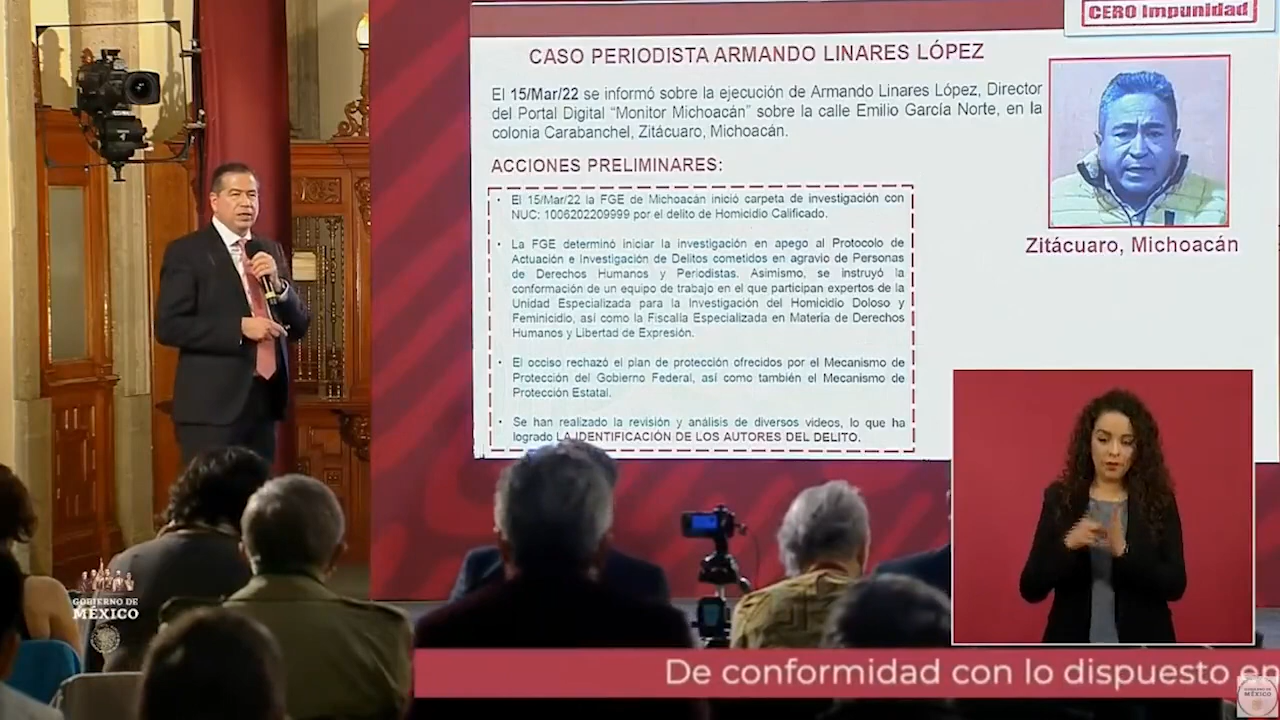 CERO Impunidad
CASO PERIODISTA ARMANDO LINARES LÓPEZ
El 15/Mar/22 se informó sobre la ejecución de Armando Linares López, Director
del Portal Digital “Monitor Michoacán” sobre la calle Emilio García Norte, en la
colonia Carabanchel, Zitácuaro, Michoacán.
ACCIONES PRELIMINARES:
• El 15/Mar/22 la FGE de Michoacán inició carpeta de investigación con
NUC: 1006202209999 por el delito de Homicidio Calificado.
• La FGE determinó iniciar la investigación en apego al Protocolo de
Actuación e Investigación de Delitos cometidos en agravio de Personas
de Derechos Humanos y Periodistas. Asimismo, se instruyó la
conformación de un equipo de trabajo en el que participan expertos de la
Unidad Especializada para la Investigación del Homicidio Doloso y
Feminicidio, así como la Fiscalía Especializada en Materia de Derechos
Humanos y Libertad de Expresión.
• El occiso rechazó el plan de protección ofrecidos por el Mecanismo de
Protección del Gobierno Federal, así como también el Mecanismo de
Protección Estatal.
• Se han realizado la revisión y análisis de diversos videos, lo que ha
logrado LA IDENTIFICACIÓN DE LOS AUTORES DEL DELITO.
Zitácuaro, Michoacán
GOBIERNO DE
MÉXICO
De conformidad con lo dispuesto en
GOBIERNO DE
MÉXICO